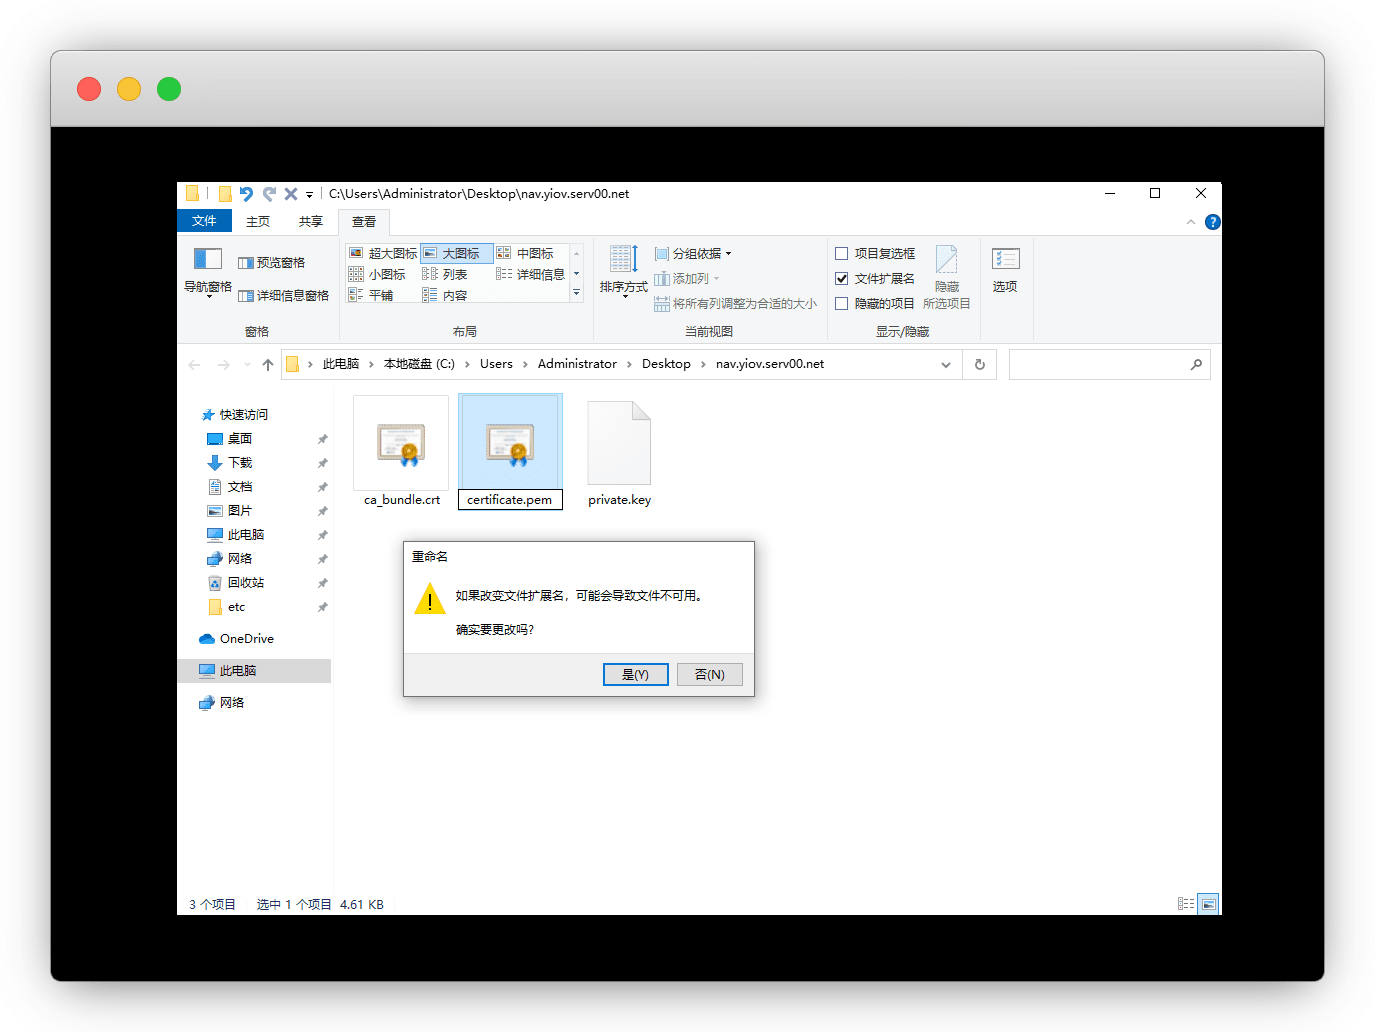 C:\Users\Administrator\Desktop\nav.yiov.serv00.net
文件 主页 共享 查看
导航窗格
预览窗格
详细信息窗格
窗格
超大图标 大图标 中图标
小图标 列表 详细信息
平铺 内容
布局
排序方式
分组依据
添加列
将所有列调整为合适的大小
当前视图
项目复选框
文件扩展名
隐藏的项目
隐藏
所选项目
显示/隐藏
选项
此电脑 › 本地磁盘 (C:) › Users › Administrator › Desktop › nav.yiov.serv00.net
快速访问
桌面
下载
文档
图片
此电脑
网络
回收站
etc
OneDrive
此电脑
网络
ca_bundle.crt
certificate.pem
private.key
重命名
如果改变文件扩展名，可能会导致文件不可用。
确实要更改吗?
是(Y) 否(N)
3 个项目 选中 1 个项目 4.61 KB